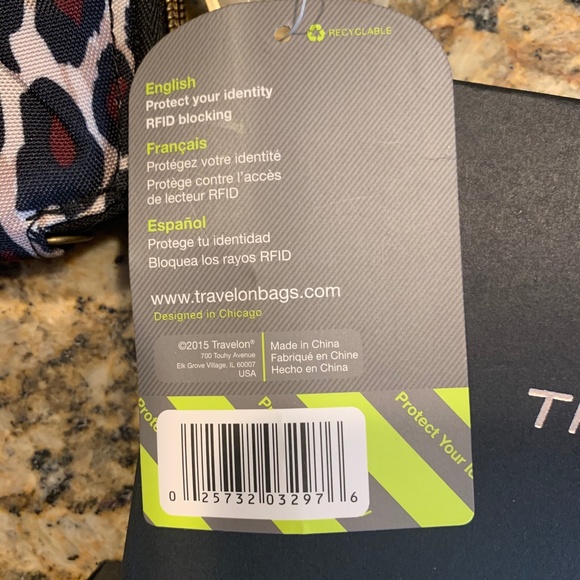 RECYCLABLE
English
Protect your identity
RFID blocking
Français
Protégez votre identité
Protège contre l'accès
de lecteur RFID
Español
Protege tu identidad
Bloquea los rayos RFID
www.travelonbags.com
Designed in Chicago
©2015 Travelon®
700 Touhy Avenue
Elk Grove Village, IL 60007
USA
Made in China
Fabriqué en Chine
Hecho en China
Protect Your
0 25732 03297 6